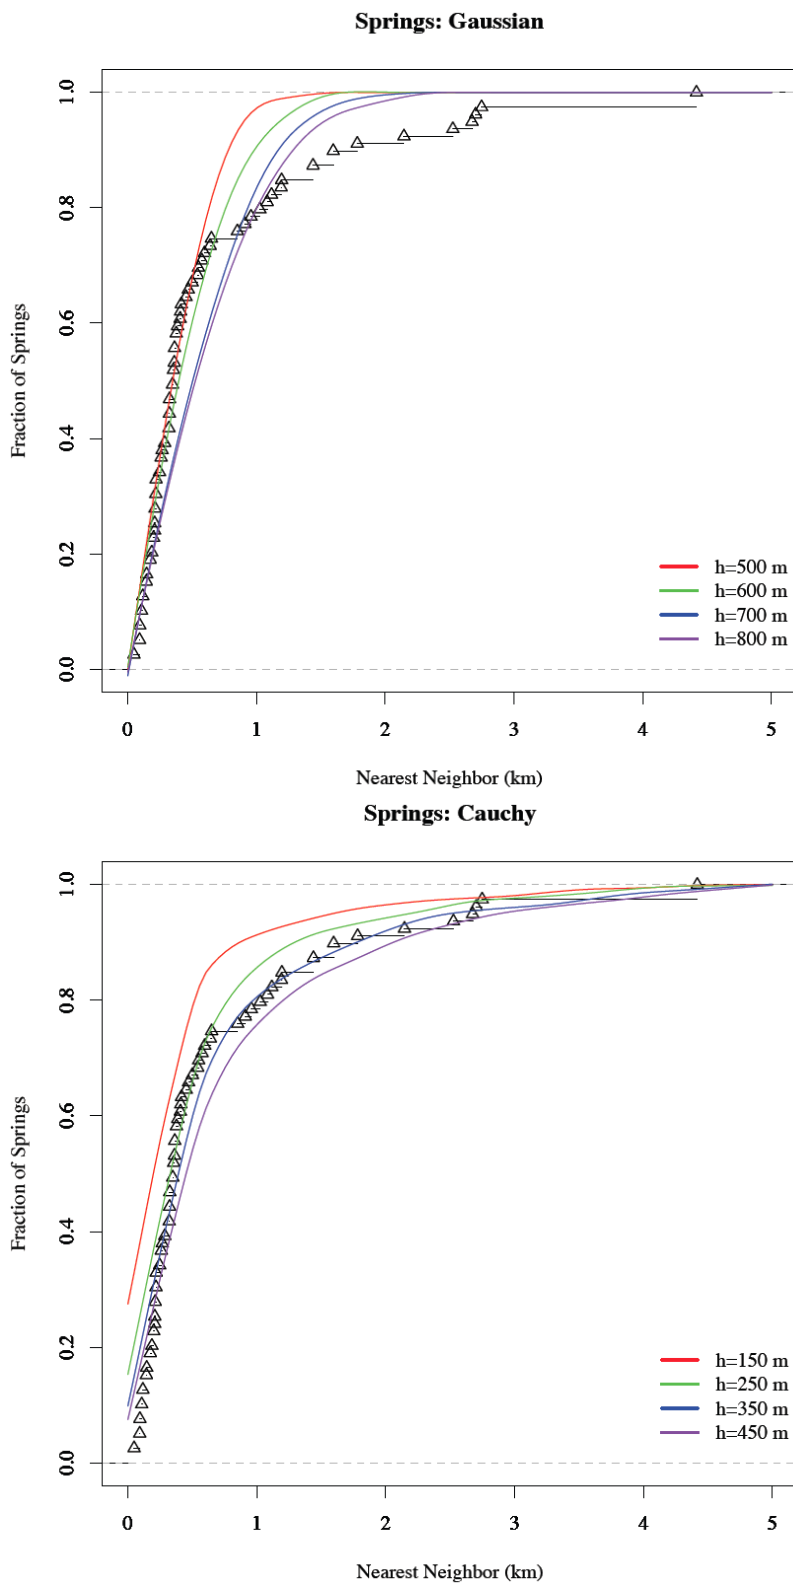 Springs: Gaussian
1.0
0.8
0.6
0.4
0.2
0.0
Fraction of Springs
h=500 m
h=600 m
h=700 m
h=800 m
0 1 2 3 4 5
Nearest Neighbor (km)
Springs: Cauchy
1.0
0.8
0.6
0.4
0.2
0.0
Fraction of Springs
h=150 m
h=250 m
h=350 m
h=450 m
0 1 2 3 4 5
Nearest Neighbor (km)